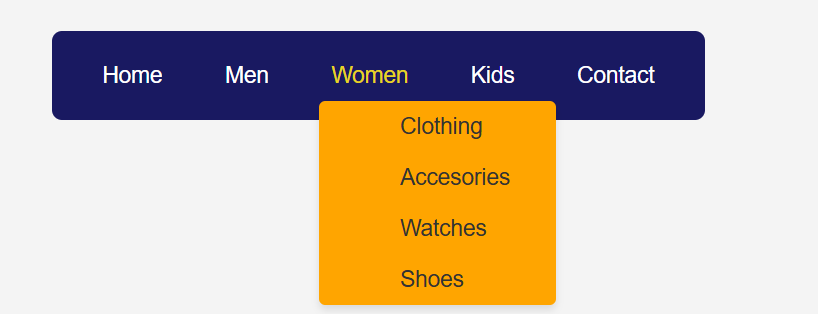 Home Men Women Kids Contact
Clothing
Accesories
Watches
Shoes